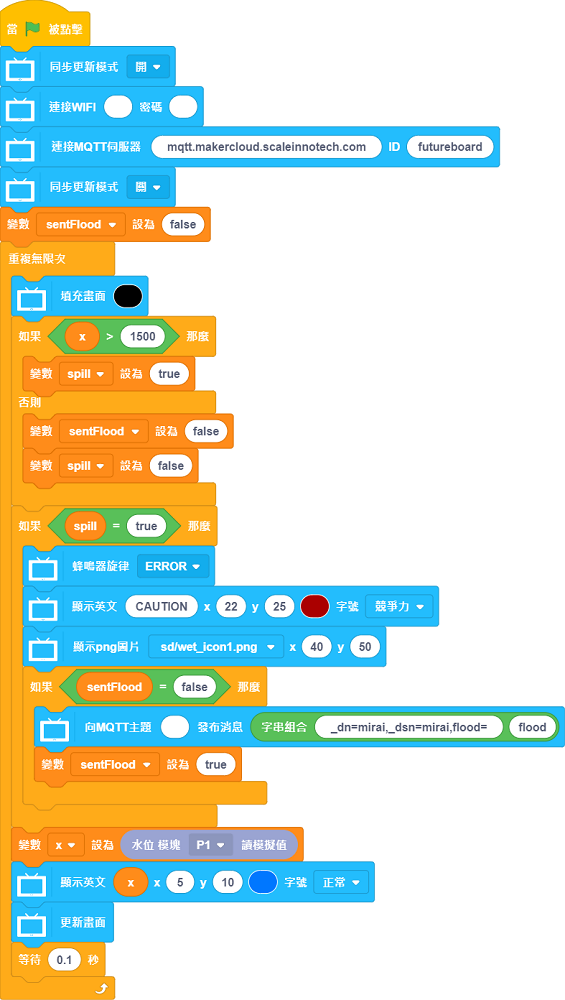 當 被點擊
同步更新模式 開
連接WIFI 密碼
連接MQTT伺服器 mqtt.makercloud.scaleinnotech.com ID futureboard
同步更新模式 開
變數 sentFlood 設為 false
重複無限次
填充畫面
如果 x > 1500 那麼
變數 spill 設為 true
否則
變數 sentFlood 設為 false
變數 spill 設為 false
如果 spill = true 那麼
蜂鳴器旋律 ERROR
顯示英文 CAUTION x 22 y 25 字號 競爭力
顯示png圖片 sd/wet_icon1.png x 40 y 50
如果 sentFlood = false 那麼
向MQTT主題 發布消息 字串組合 _dn=mirai,_dsn=mirai,flood= flood
變數 sentFlood 設為 true
變數 x 設為 水位 模塊 P1 讀模擬值
顯示英文 x x 5 y 10 字號 正常
更新畫面
等待 0.1 秒